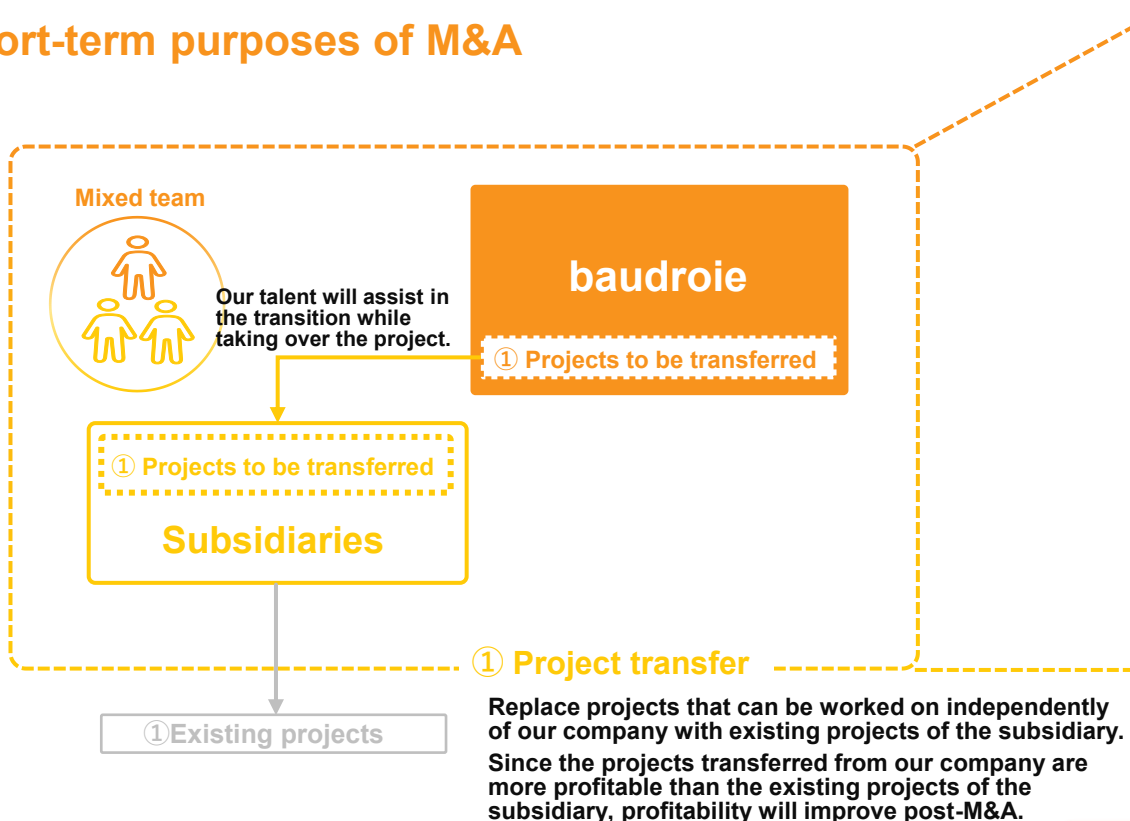 ort-term purposes of M&A
Mixed team
Our talent will assist in
the transition while
taking over the project.
baudroie
① Projects to be transferred
① Projects to be transferred
Subsidiaries
① Project transfer
①Existing projects
Replace projects that can be worked on independently
of our company with existing projects of the subsidiary.
Since the projects transferred from our company are
more profitable than the existing projects of the
subsidiary, profitability will improve post-M&A.